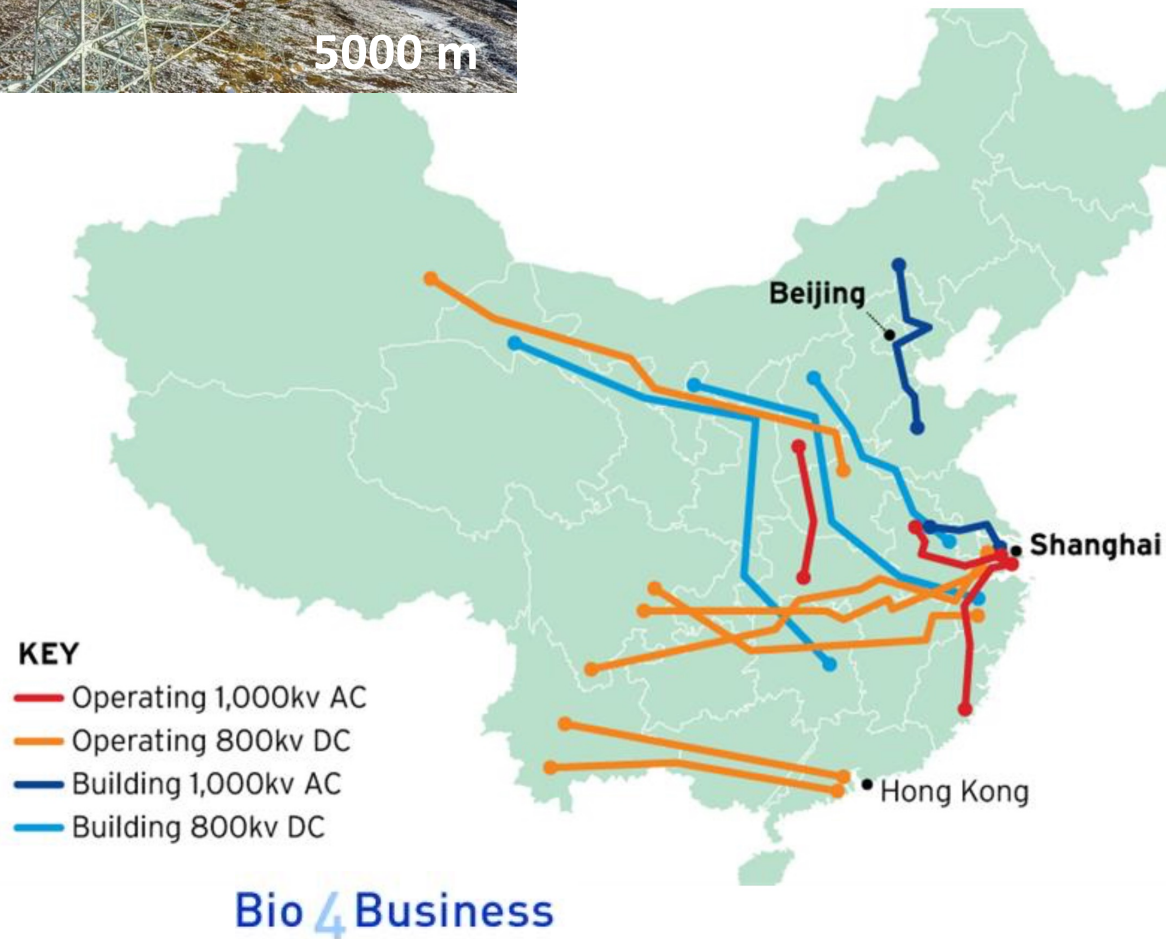 5000 m
Beijing
Shanghai
KEY
Operating 1,000kv AC
Operating 800kv DC
Building 1,000kv AC
Building 800kv DC
Hong Kong
Bio 4 Business